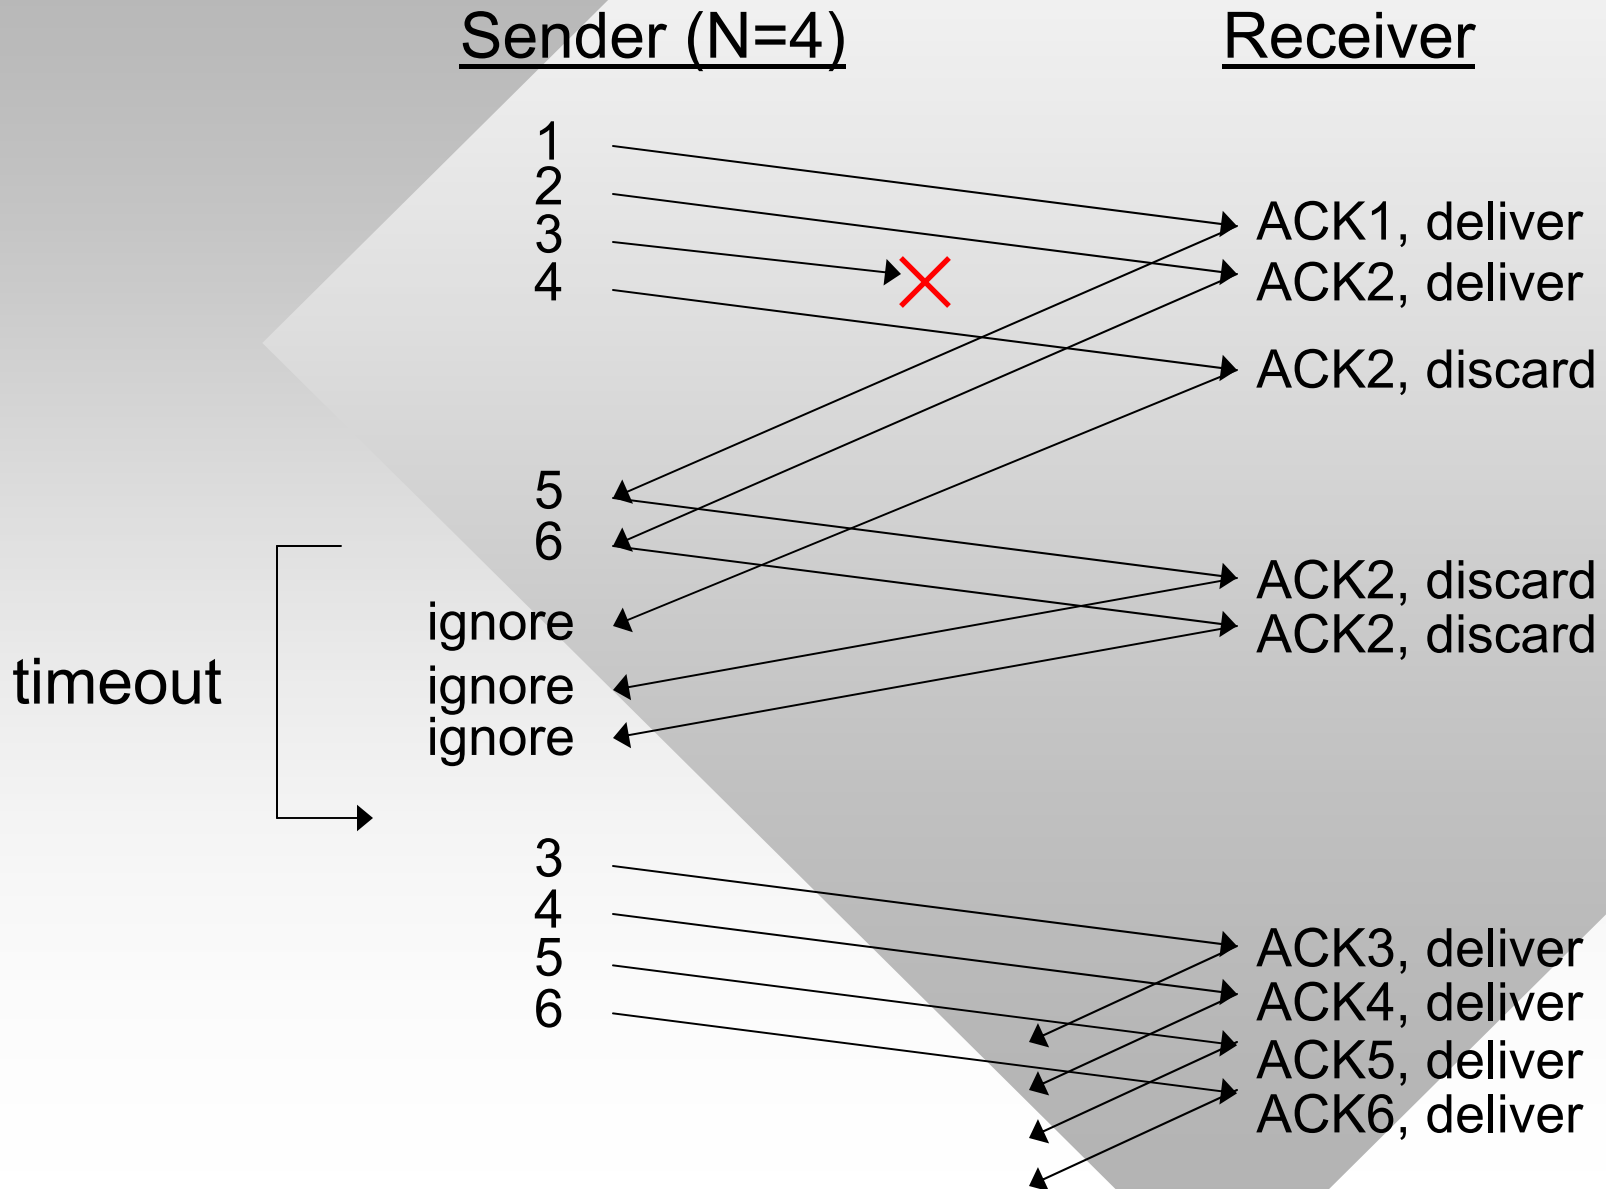 Sender (N=4)
Receiver
1
2
3
4
ACK1, deliver
ACK2, deliver
ACK2, discard
5
6
ignore
ignore
ignore
timeout
ACK2, discard
ACK2, discard
3
4
5
6
ACK3, deliver
ACK4, deliver
ACK5, deliver
ACK6, deliver